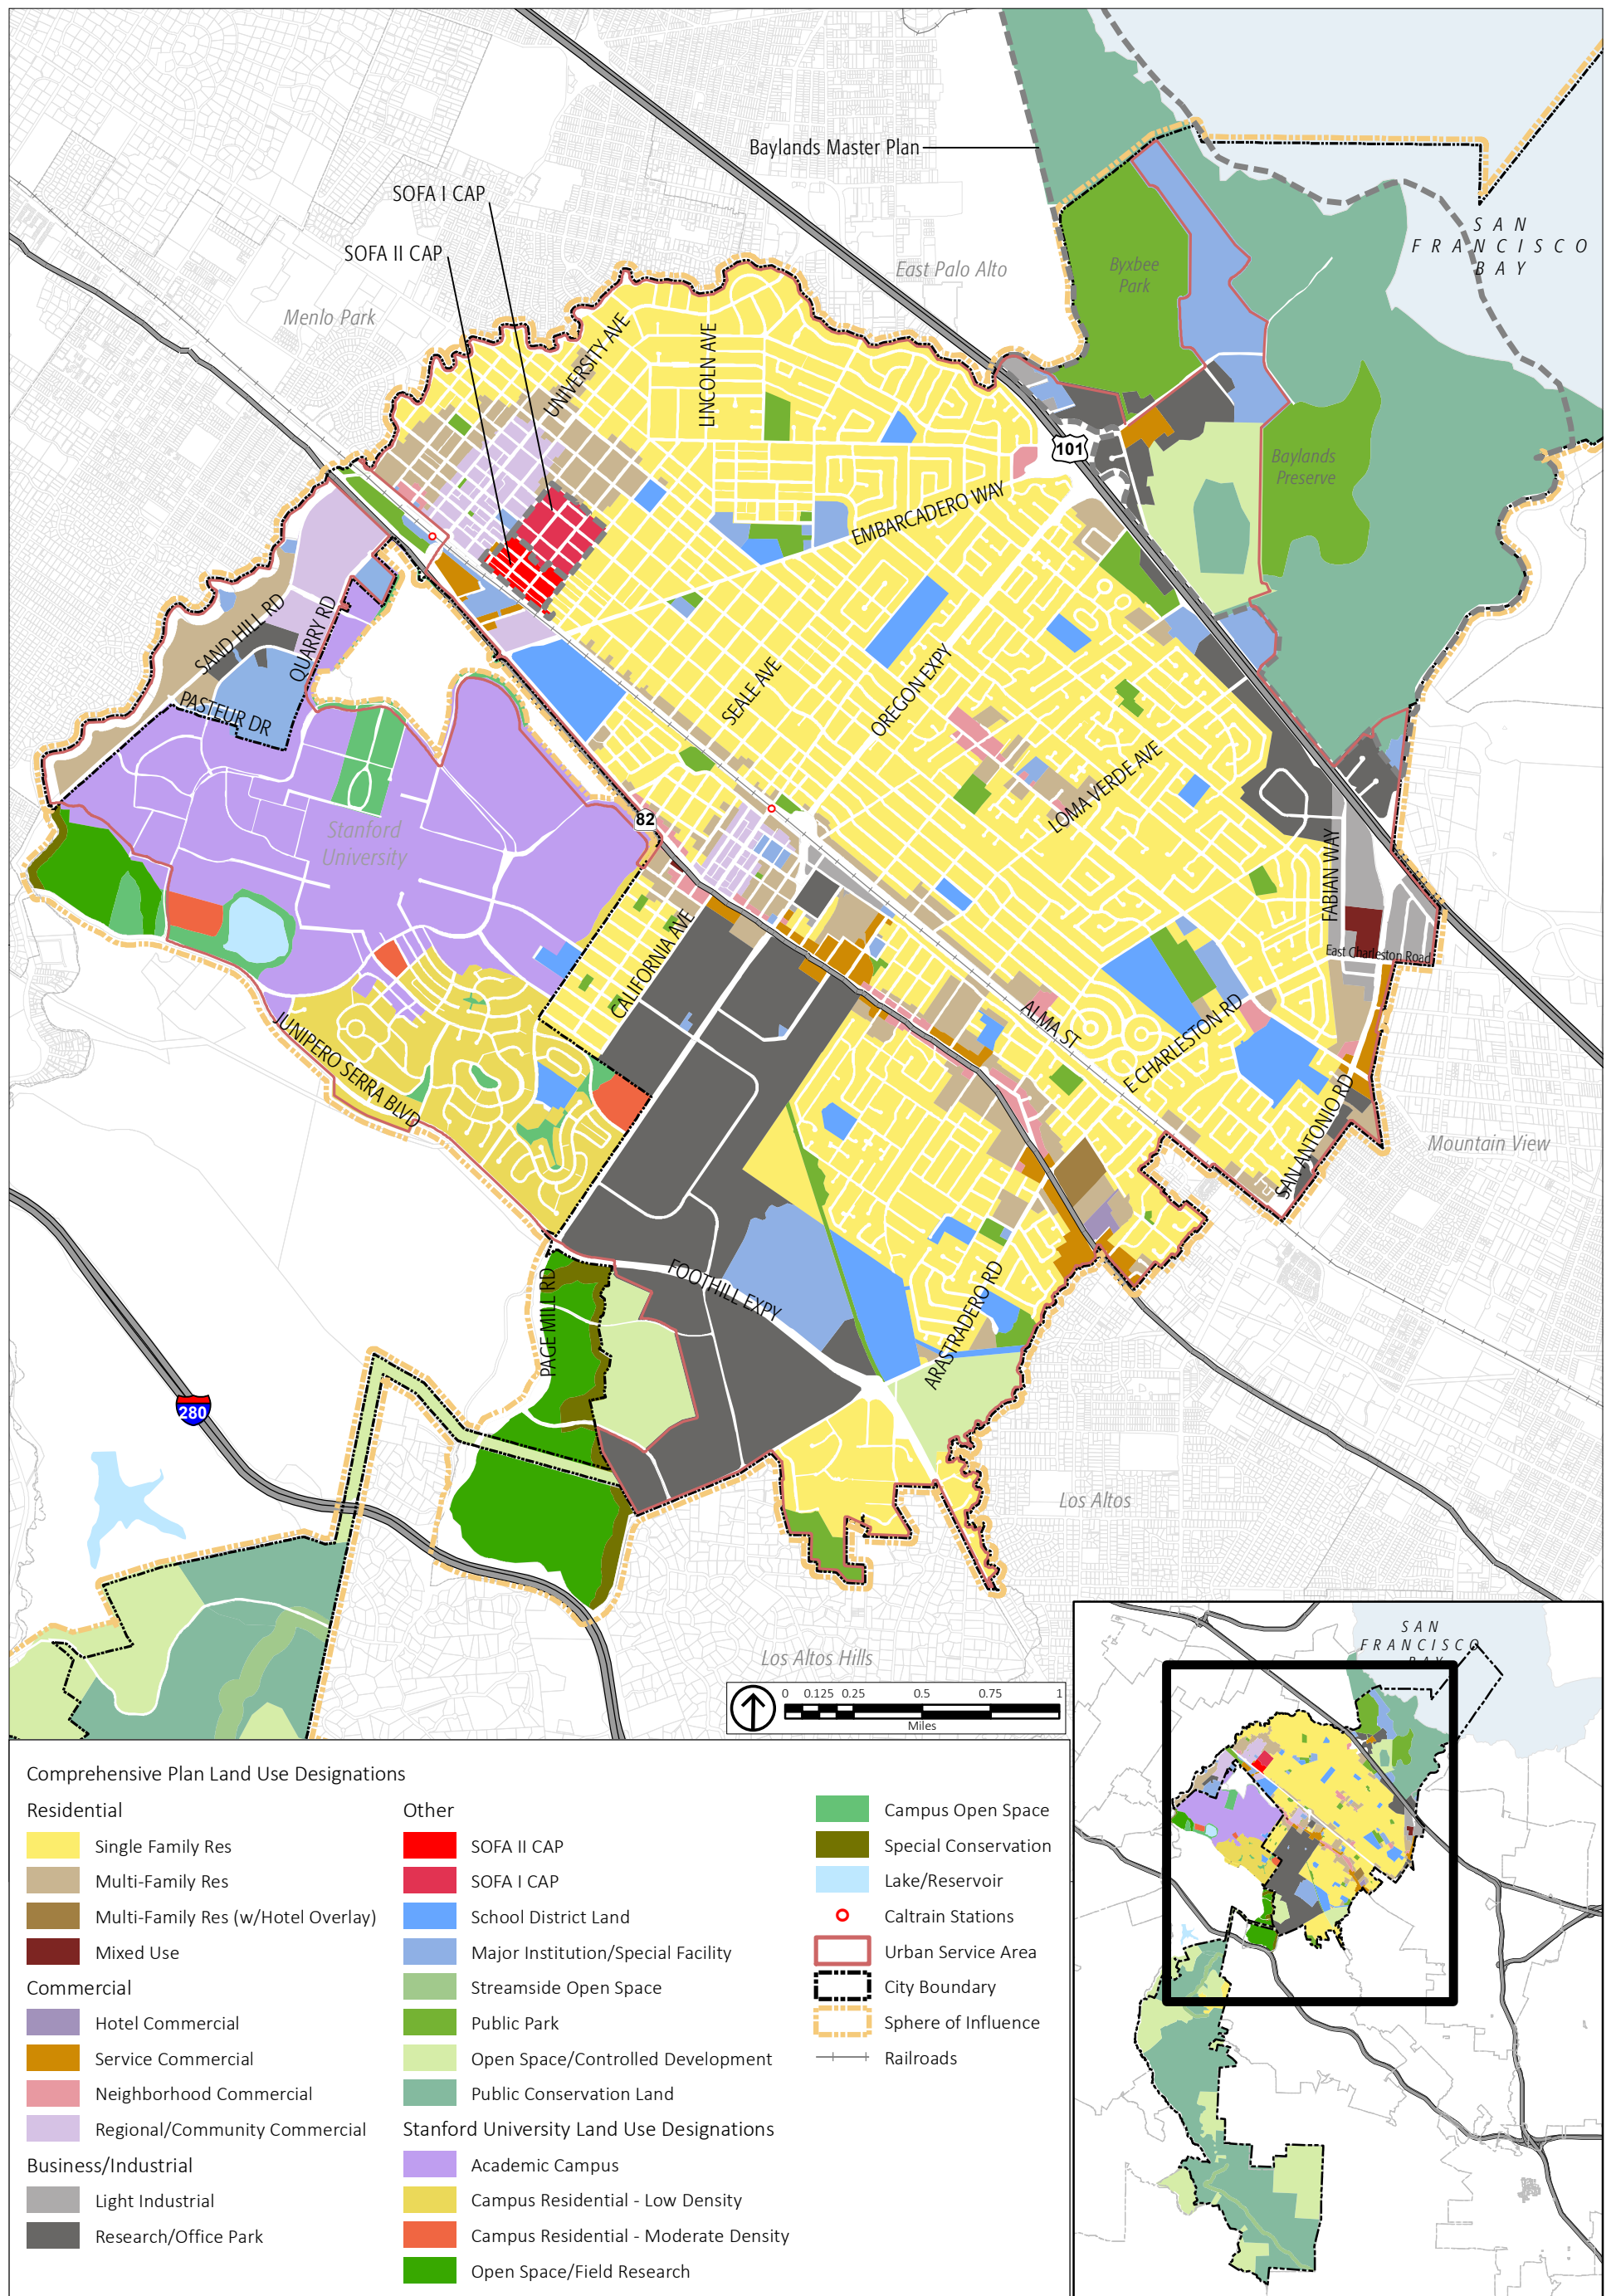 Baylands Master Plan
SOFA I CAP
SOFA II CAP
SAN
FRANCISCO
BAY
East Palo Alto
Byxbee
Park
Menlo Park
UNIVERSITY AVE
LINCOLN AVE
101
Baylands
Preserve
EMBARCADERO WAY
SAND HILL RD
QUARRY RD
PASTEUR DR
SEALE AVE
OREGON EXPY
LOMA VERDE AVE
Stanford
University
82
FABIAN WAY
CALIFORNIA AVE
East Charleston Road
ALMA ST
E CHARLESTON RD
JUNIPERO SERRA BLVD
SAN ANTONIO RD
Mountain View
PAGE MILL RD
FOOTHILL EXPY
ARASTRADERO RD
280
Los Altos
Los Altos Hills
0 0.125 0.25 0.5 0.75 1
Miles
SAN
FRANCISCO
BAY
Comprehensive Plan Land Use Designations
Residential
Single Family Res
Multi-Family Res
Multi-Family Res (w/Hotel Overlay)
Mixed Use
Commercial
Hotel Commercial
Service Commercial
Neighborhood Commercial
Regional/Community Commercial
Business/Industrial
Light Industrial
Research/Office Park
Other
SOFA II CAP
SOFA I CAP
School District Land
Major Institution/Special Facility
Streamside Open Space
Public Park
Open Space/Controlled Development
Public Conservation Land
Stanford University Land Use Designations
Academic Campus
Campus Residential - Low Density
Campus Residential - Moderate Density
Open Space/Field Research
Campus Open Space
Special Conservation
Lake/Reservoir
Caltrain Stations
Urban Service Area
City Boundary
Sphere of Influence
Railroads